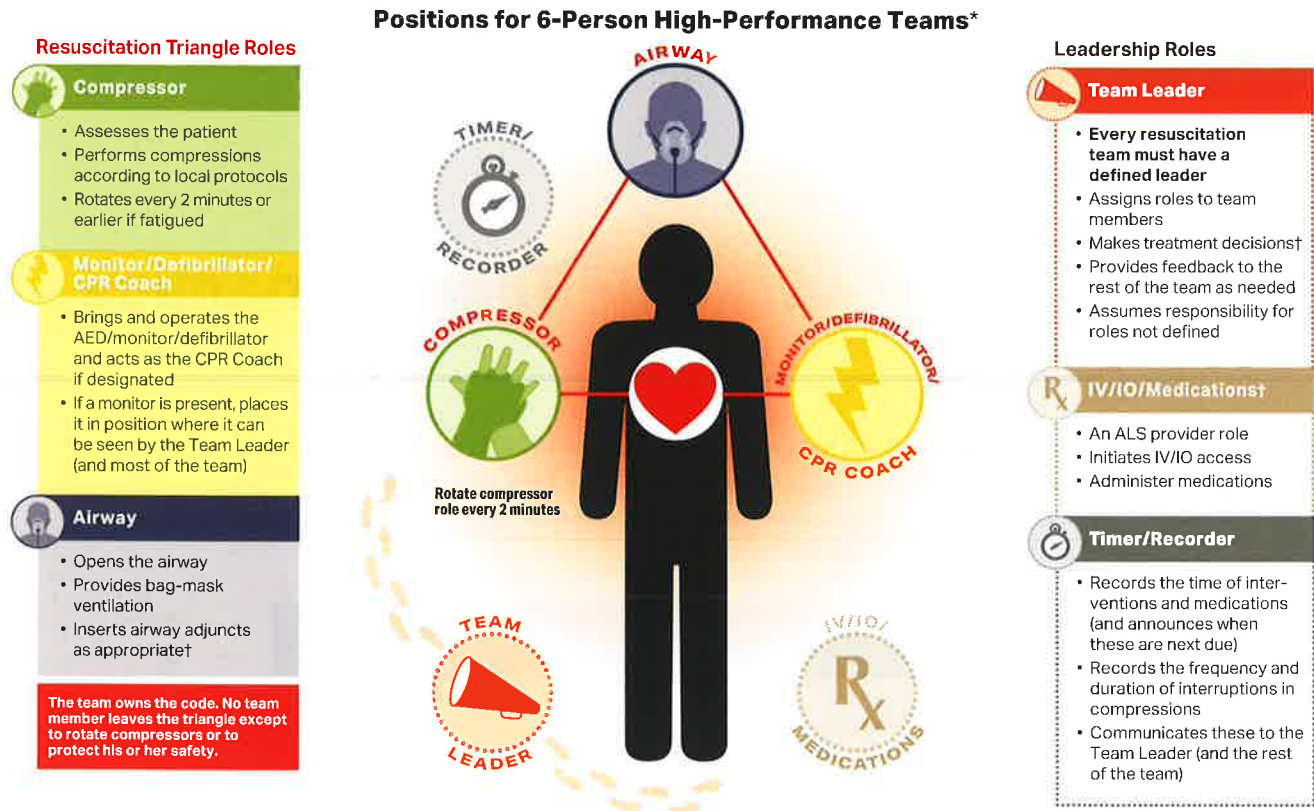 Positions for 6-Person High-Performance Teams*
Resuscitation Triangle Roles
Compressor
• Assesses the patient
• Performs compressions
according to local protocols
• Rotates every 2 minutes or
earlier if fatigued
Monitor/Defibrillator/
CPR Coach
• Brings and operates the
AED/monitor/defibrillator
and acts as the CPR Coach
if designated
• If a monitor is present, places
it in position where it can
be seen by the Team Leader
(and most of the team)
Airway
• Opens the airway
• Provides bag-mask
ventilation
• Inserts airway adjuncts
as appropriate†
The team owns the code. No team
member leaves the triangle except
to rotate compressors or to
protect his or her safety.
AIRWAY
TIMER/
RECORDER
COMPRESSOR
MONITOR/DEFIBRILLATOR/
CPR COACH
Rotate compressor
role every 2 minutes
TEAM
LEADER
IV/IO/
MEDICATIONS
Rx
Leadership Roles
Team Leader
• Every resuscitation
team must have a
defined leader
• Assigns roles to team
members
• Makes treatment decisions†
• Provides feedback to the
rest of the team as needed
• Assumes responsibility for
roles not defined
Rx
IV/IO/Medications†
• An ALS provider role
• Initiates IV/IO access
• Administer medications
Timer/Recorder
• Records the time of inter-
ventions and medications
(and announces when
these are next due)
• Records the frequency and
duration of interruptions in
compressions
• Communicates these to the
Team Leader (and the rest
of the team)